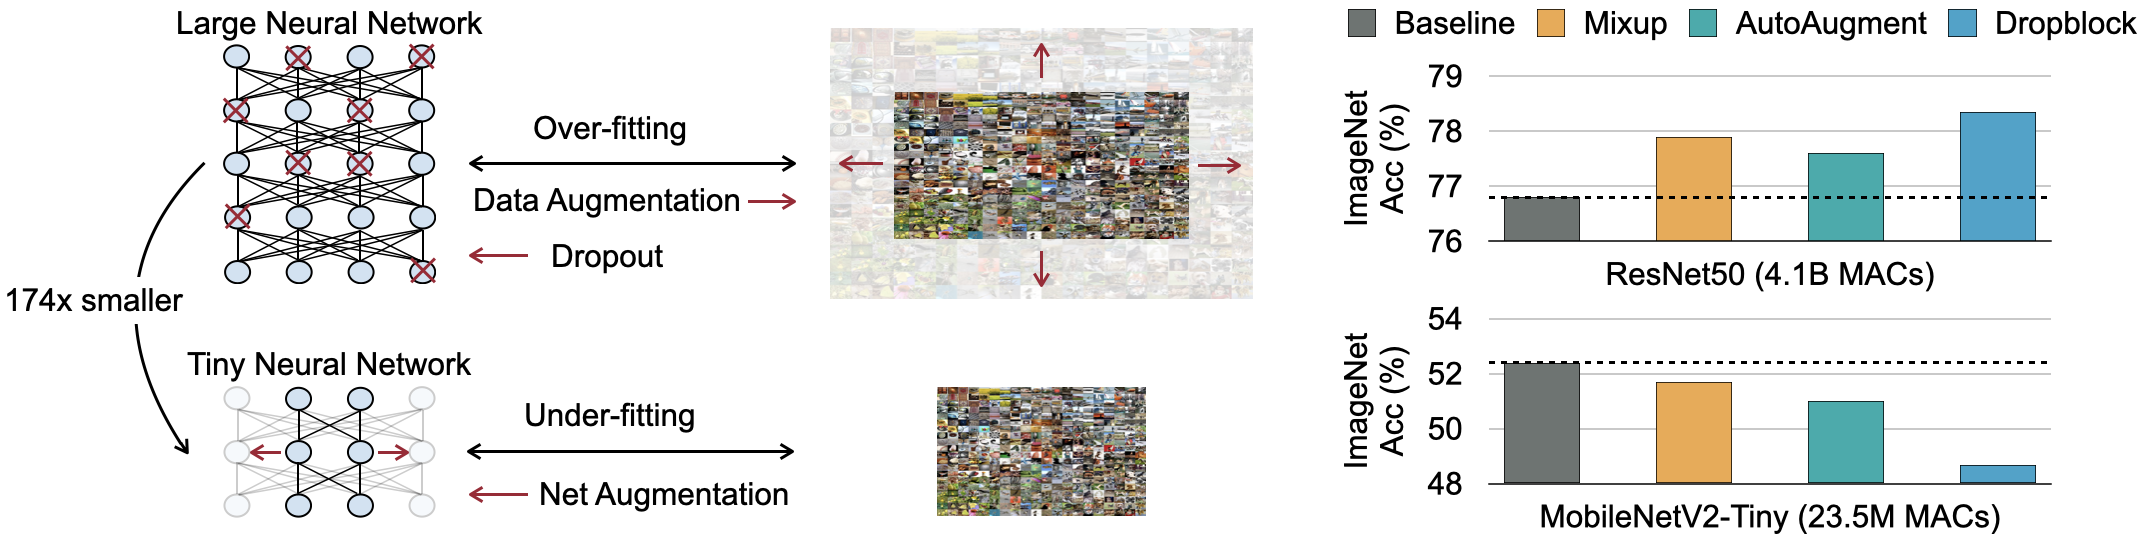 Large Neural Network
Over-fitting
Data Augmentation
Dropout
174x smaller
Tiny Neural Network
Under-fitting
Net Augmentation
Baseline Mixup AutoAugment Dropblock
ImageNet
Acc (%)
79
78
77
76
ResNet50 (4.1B MACs)
ImageNet
Acc (%)
54
52
50
48
MobileNetV2-Tiny (23.5M MACs)